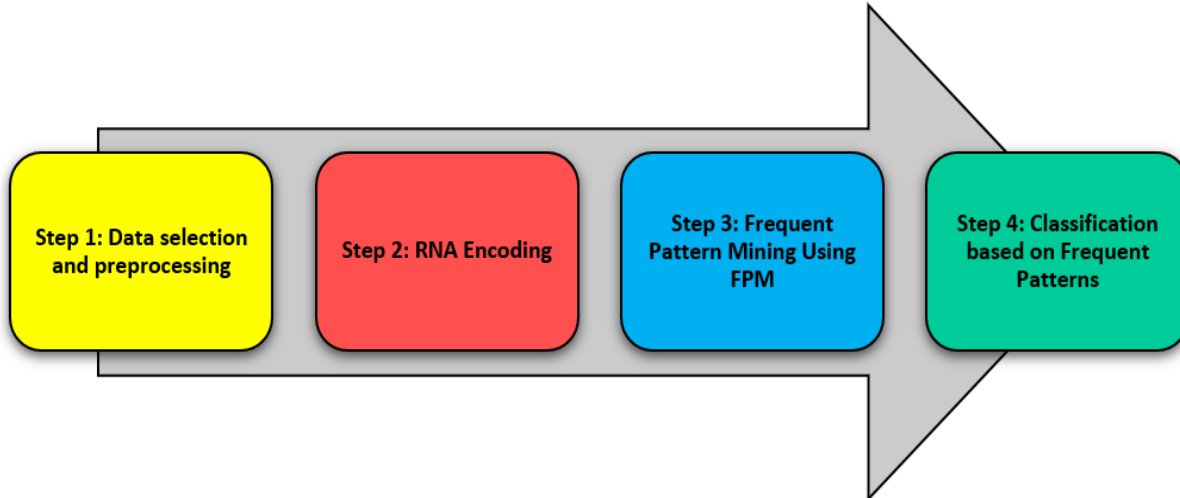 Step 1: Data selection
and preprocessing
Step 2: RNA Encoding
Step 3: Frequent
Pattern Mining Using
FPM
Step 4: Classification
based on Frequent
Patterns